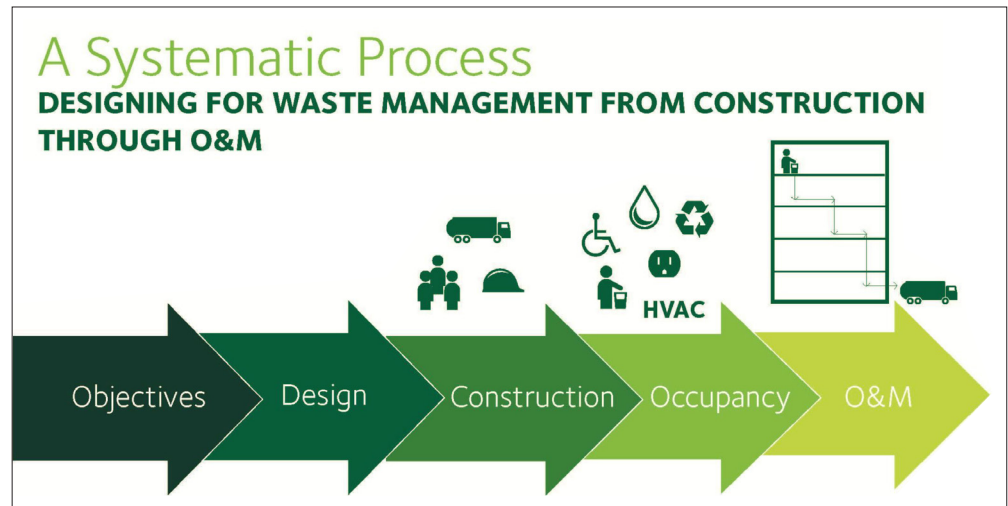 A Systematic Process
DESIGNING FOR WASTE MANAGEMENT FROM CONSTRUCTION
THROUGH O&M
HVAC
Objectives
Design
Construction
Occupancy
O&M